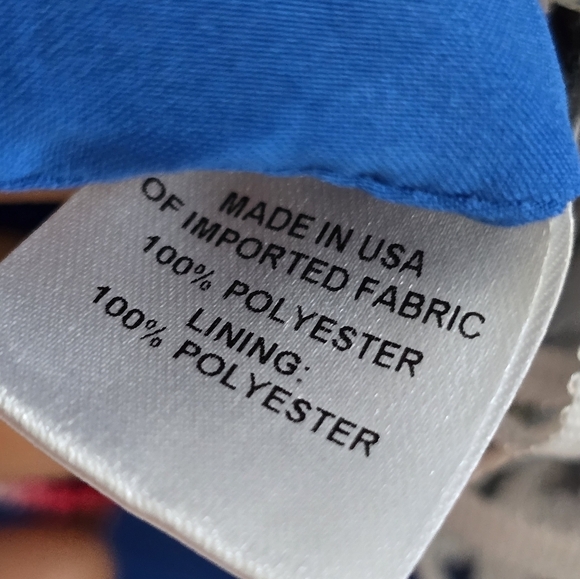 MADE IN USA
OF IMPORTED FABRIC
100% POLYESTER
LINING:
100% POLYESTER